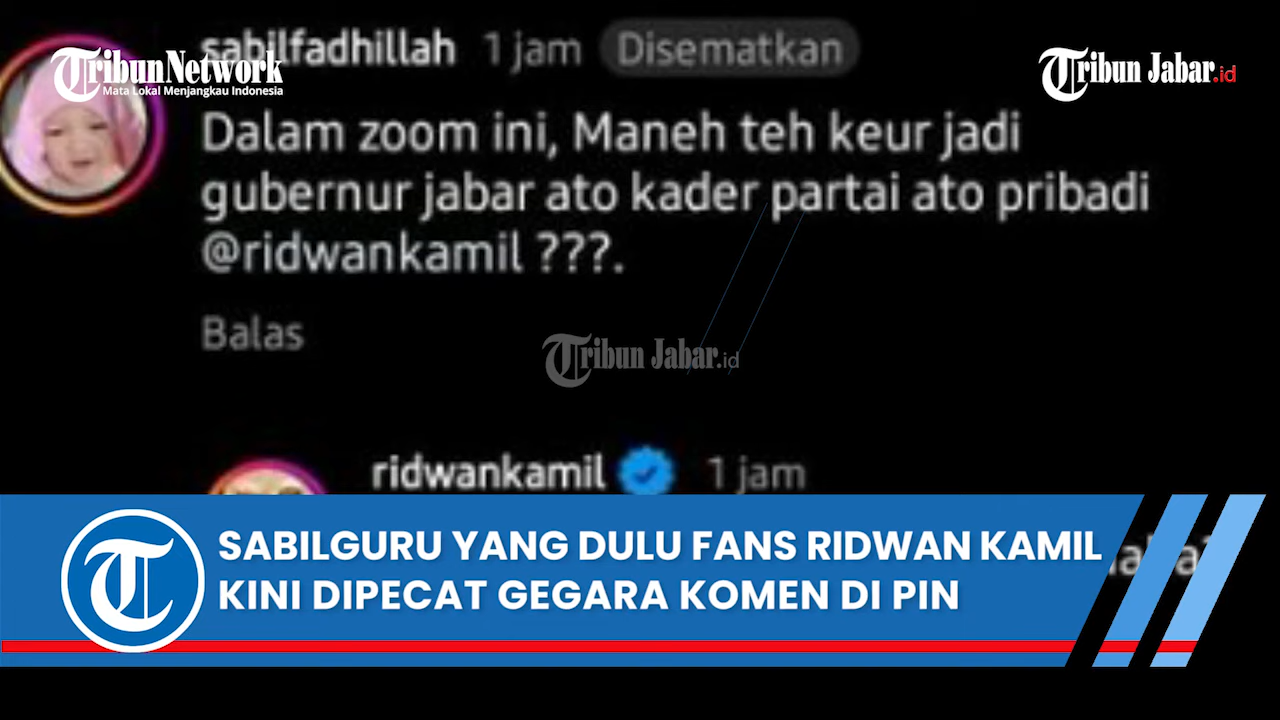 sabilfadhillah 1 jam Disematkan
TribunNetwork
Mata Lokal Menjangkau Indonesia
Tribun Jabar.id
Dalam zoom ini, Maneh teh keur jadi
gubernur jabar ato kader partai ato pribadi
@ridwankamil ???.
Balas
Tribun Jabar.id
ridwankamil 1 jam
SABILGURU YANG DULU FANS RIDWAN KAMIL
KINI DIPECAT GEGARA KOMEN DI PIN